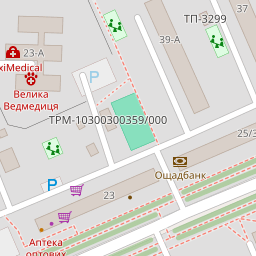 ТП-3299
37
39-А
23-А
xiMedical
P
Велика
Ведмедиця
ТРМ-10300300359/000
25/3
Ощадбанк
P
23
Аптека
оптових